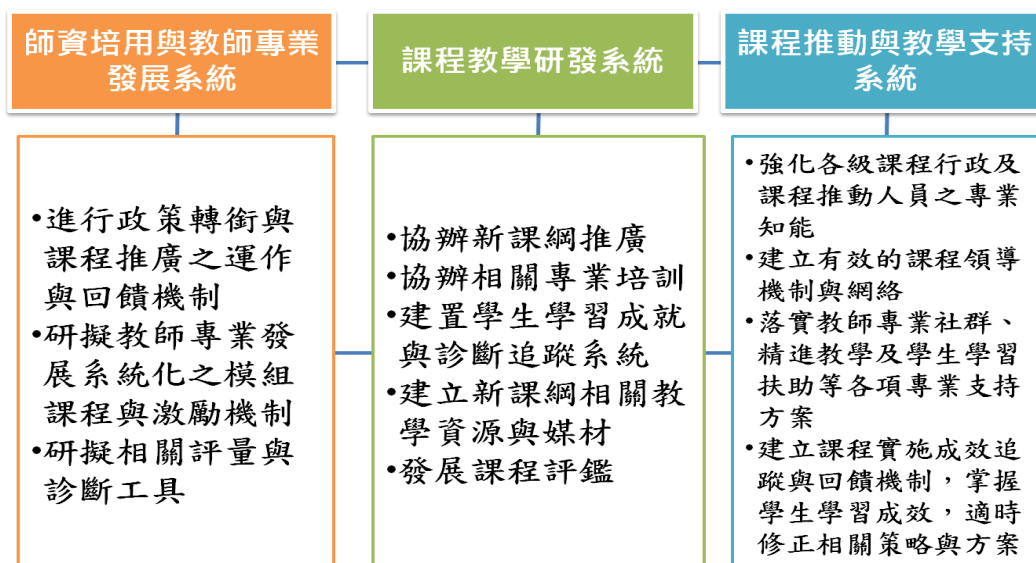 師資培用與教師專業
發展系統
課程教學研發系統
課程推動與教學支持
系統
•進行政策轉銜與
課程推廣之運作
與回饋機制
•研擬教師專業發
展系統化之模組
課程與激勵機制
•研擬相關評量與
診斷工具
•協辦新課綱推廣
•協辦相關專業培訓
•建置學生學習成就
與診斷追蹤系統
•建立新課綱相關教
學資源與媒材
•發展課程評鑑
•強化各級課程行政及
課程推動人員之專業
知能
•建立有效的課程領導
機制與網絡
•落實教師專業社群、
精進教學及學生學習
扶助等各項專業支持
方案
•建立課程實施成效追
蹤與回饋機制，掌握
學生學習成效，適時
修正相關策略與方案